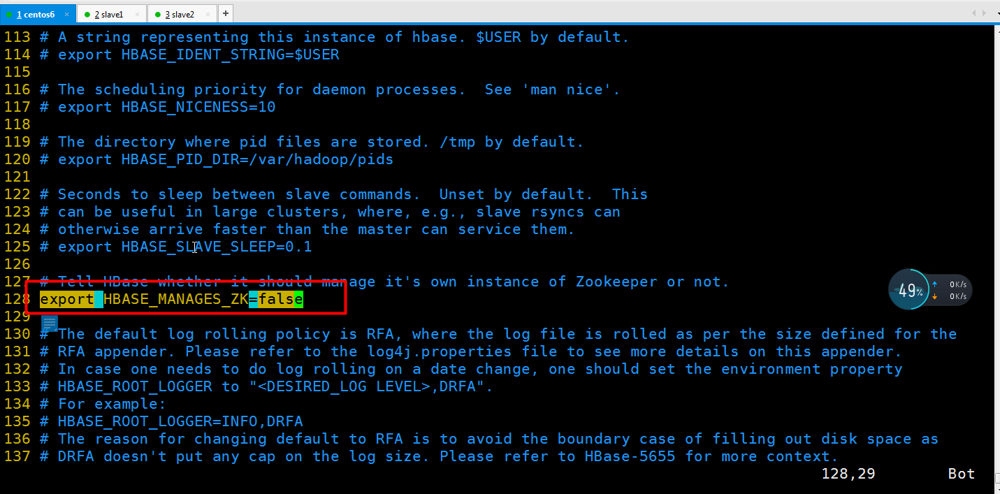 1 centos6 × 2 slave1 × 3 slave2 × +
113 # A string representing this instance of hbase. $USER by default.
114 # export HBASE_IDENT_STRING=$USER
115
116 # The scheduling priority for daemon processes.  See 'man nice'.
117 # export HBASE_NICENESS=10
118
119 # The directory where pid files are stored. /tmp by default.
120 # export HBASE_PID_DIR=/var/hadoop/pids
121
122 # Seconds to sleep between slave commands.  Unset by default.  This
123 # can be useful in large clusters, where, e.g., slave rsyncs can
124 # otherwise arrive faster than the master can service them.
125 # export HBASE_SLAVE_SLEEP=0.1
126
127 # Tell HBase whether it should manage it's own instance of Zookeeper or not.
128 export HBASE_MANAGES_ZK=false
129
130 # The default log rolling policy is RFA, where the log file is rolled as per the size defined for the
131 # RFA appender. Please refer to the log4j.properties file to see more details on this appender.
132 # In case one needs to do log rolling on a date change, one should set the environment property
133 # HBASE_ROOT_LOGGER to "<DESIRED_LOG LEVEL>,DRFA".
134 # For example:
135 # HBASE_ROOT_LOGGER=INFO,DRFA
136 # The reason for changing default to RFA is to avoid the boundary case of filling out disk space as
137 # DRFA doesn't put any cap on the log size. Please refer to HBase-5655 for more context.
128,29 Bot
49%
0K/s
0K/s